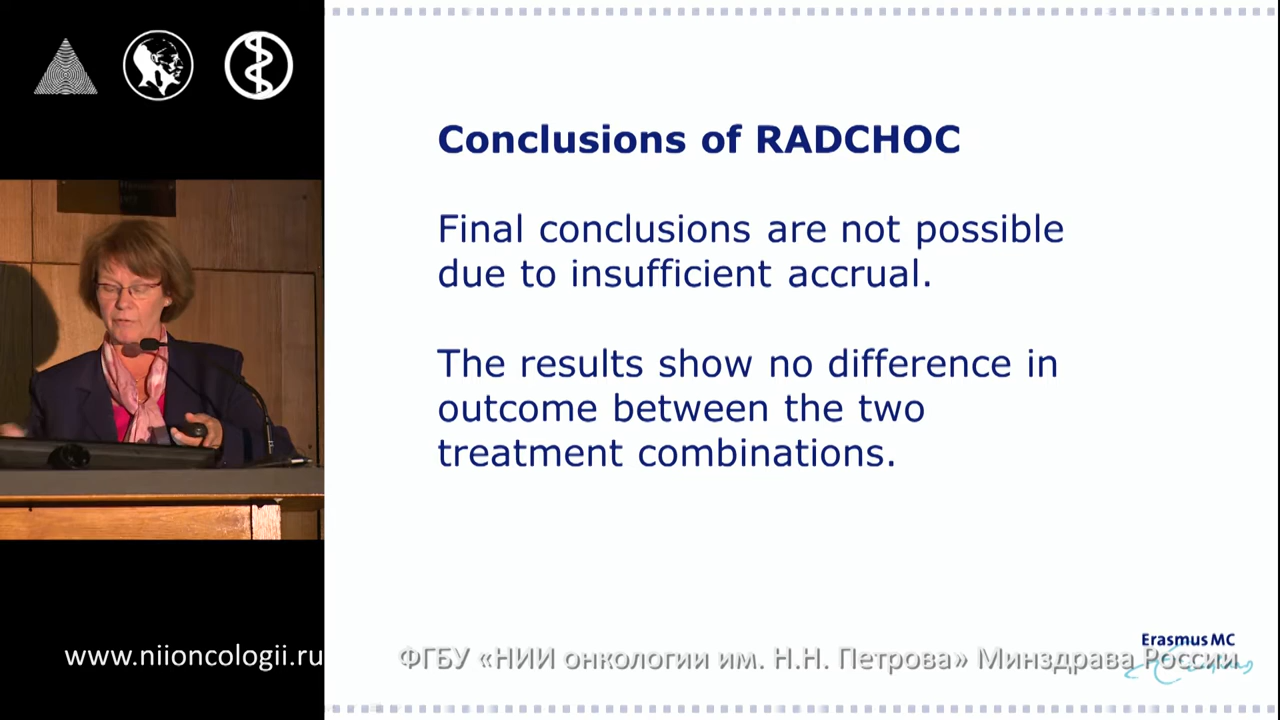 Conclusions of RADCHOC
Final conclusions are not possible
due to insufficient accrual.
The results show no difference in
outcome between the two
treatment combinations.
Erasmus MC
www.niioncologii.ru
ФГБУ «НИИ онкологии им. Н.Н. Петрова» Минздрава России